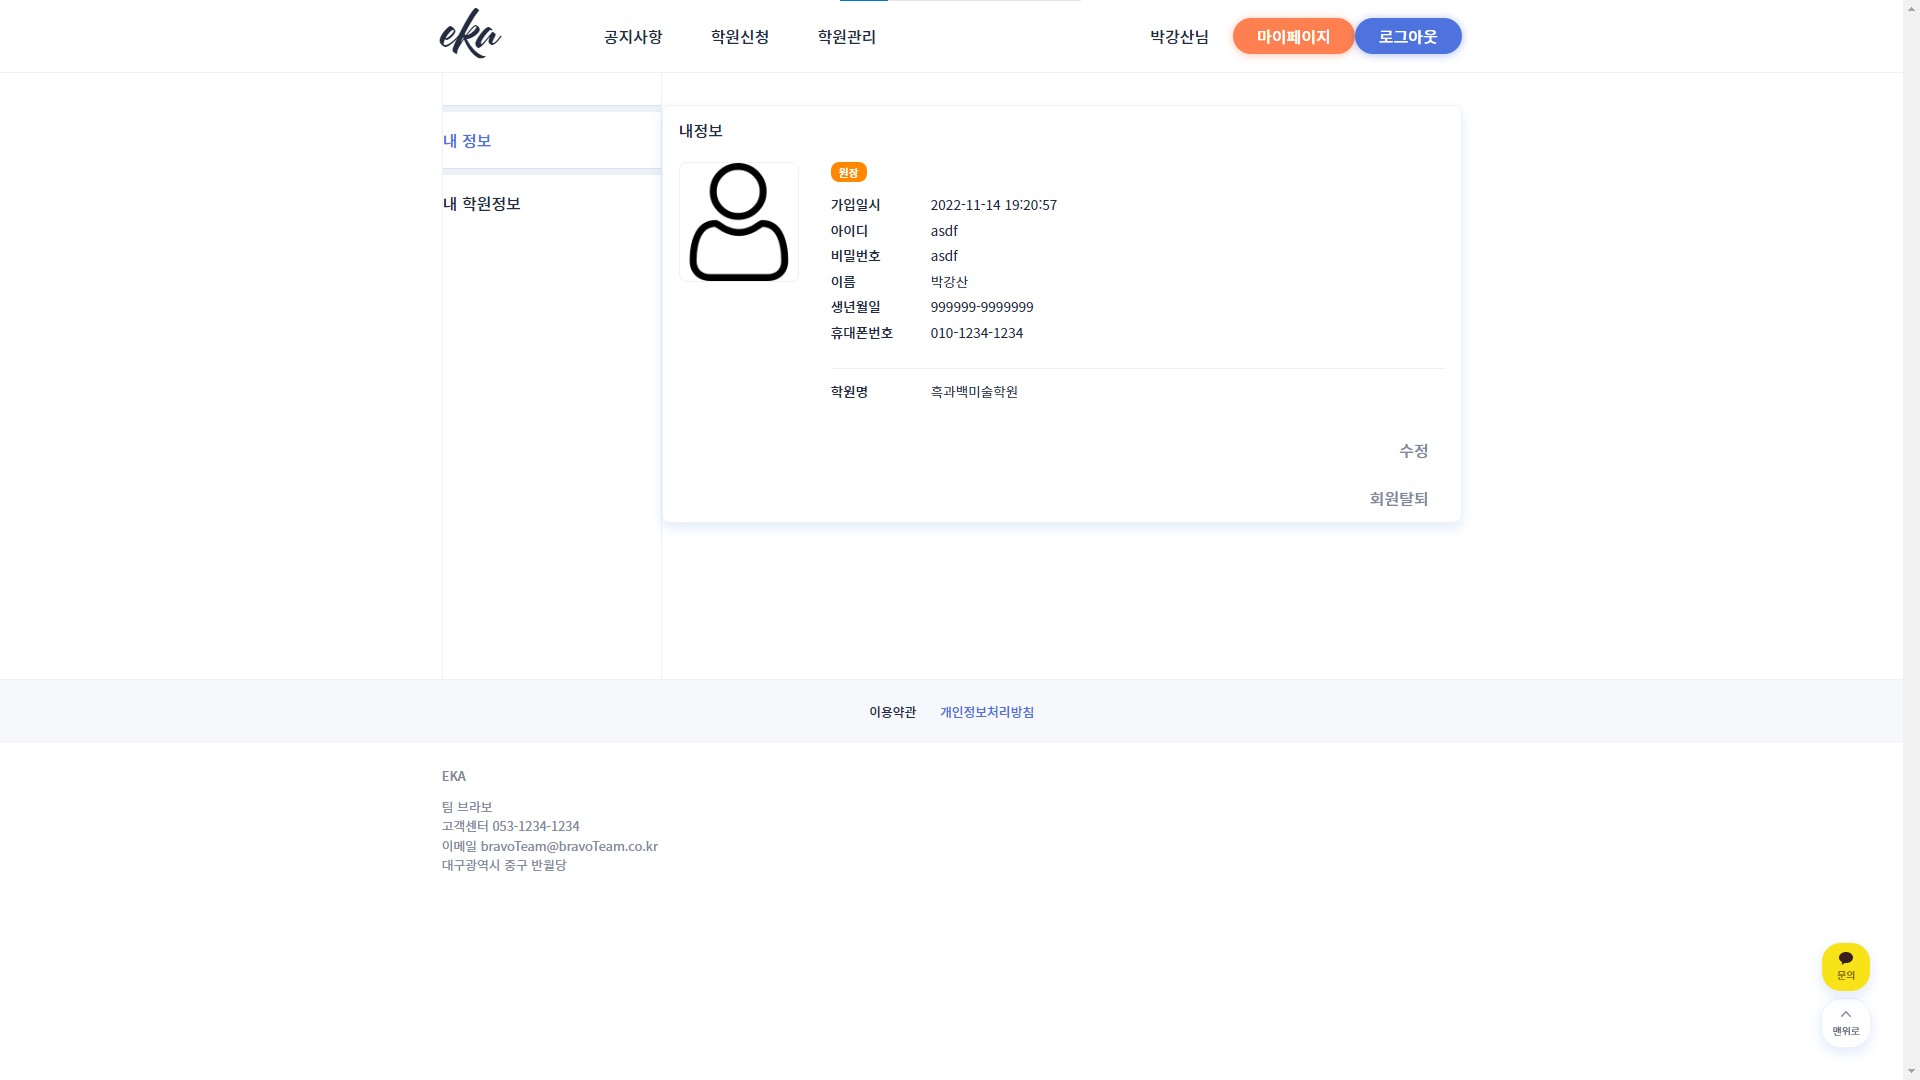 eka
공지사항 학원신청 학원관리 박강산님 마이페이지 로그아웃
내 정보
내 학원정보
내정보
원장
가입일시 2022-11-14 19:20:57
아이디 asdf
비밀번호 asdf
이름 박강산
생년월일 999999-9999999
휴대폰번호 010-1234-1234
학원명 흑과백미술학원
수정
회원탈퇴
이용약관 개인정보처리방침
EKA
팀 브라보
고객센터 053-1234-1234
이메일 bravoTeam@bravoTeam.co.kr
대구광역시 중구 반월당
문의
맨위로